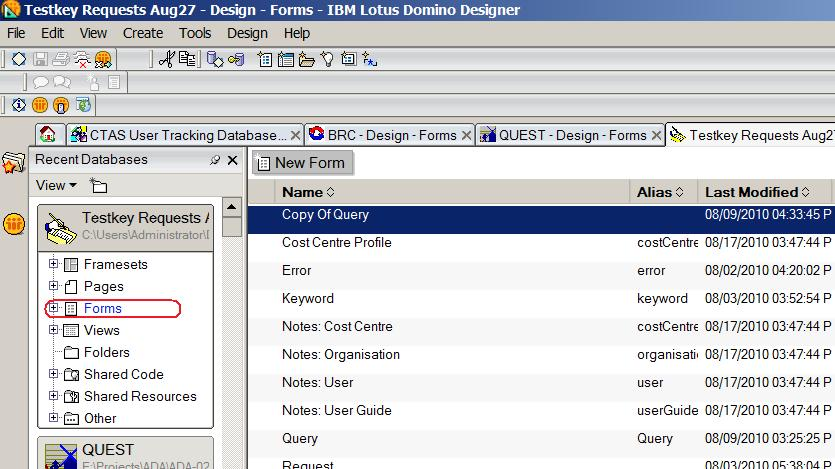 Testkey Requests Aug27 - Design - Forms - IBM Lotus Domino Designer
File Edit View Create Tools Design Help
CTAS User Tracking Database... BRC - Design - Forms QUEST - Design - Forms Testkey Requests Aug27
Recent Databases
New Form
View
Name Alias Last Modified
Testkey Requests A
C:\Users\Administrator\D
Framesets
Pages
Forms
Views
Folders
Shared Code
Shared Resources
Other
QUEST
E:\Projects\ADA\ADA-02
Copy Of Query 08/09/2010 04:33:45 P
Cost Centre Profile costCentre 08/17/2010 03:47:44 P
Error error 08/02/2010 04:20:02 P
Keyword keyword 08/03/2010 03:52:54 P
Notes: Cost Centre costCentre 08/17/2010 03:47:44 P
Notes: Organisation organisati 08/17/2010 03:47:44 P
Notes: User user 08/17/2010 03:47:44 P
Notes: User Guide userGuide 08/17/2010 03:47:44 P
Query Query 08/09/2010 03:25:25 P
Request 08/03/2010 05:38:04 P